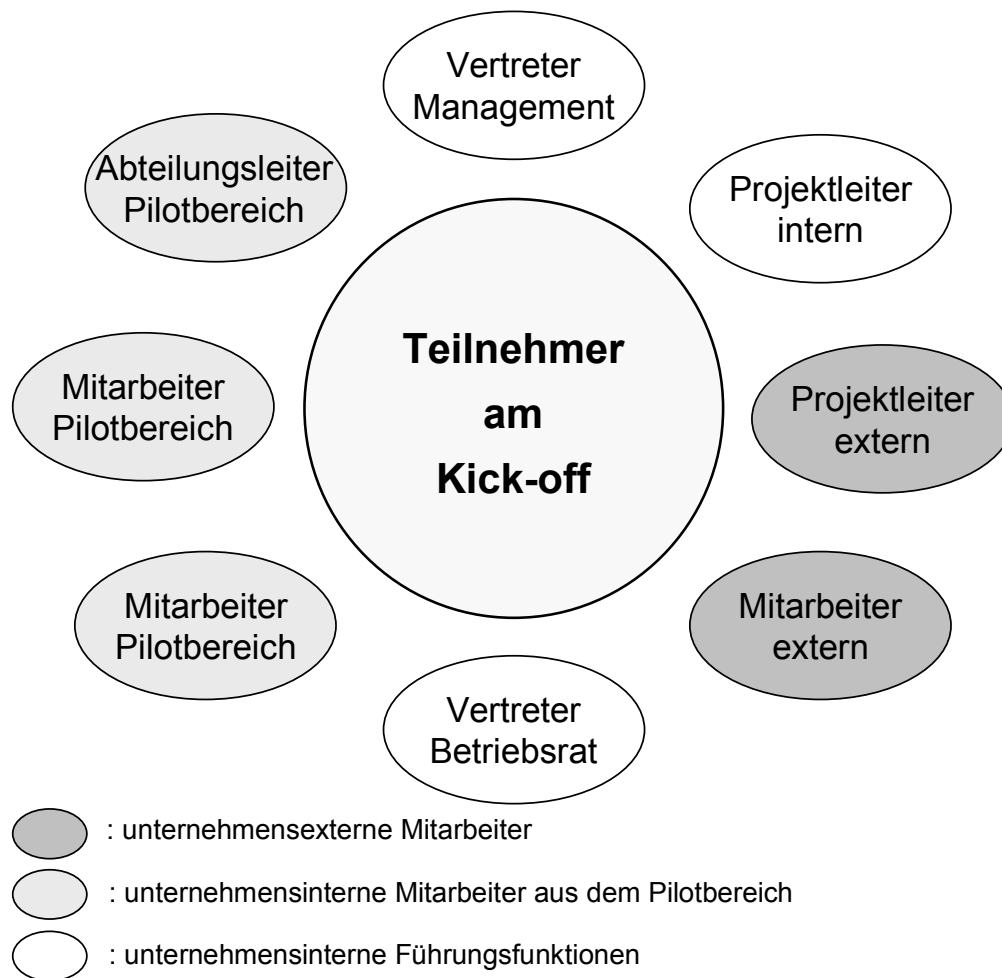 Vertreter
Management
Abteilungsleiter
Pilotbereich
Projektleiter
intern
Teilnehmer
am
Kick-off
Mitarbeiter
Pilotbereich
Projektleiter
extern
Mitarbeiter
Pilotbereich
Mitarbeiter
extern
Vertreter
Betriebsrat
: unternehmensexterne Mitarbeiter
: unternehmensinterne Mitarbeiter aus dem Pilotbereich
: unternehmensinterne Führungsfunktionen